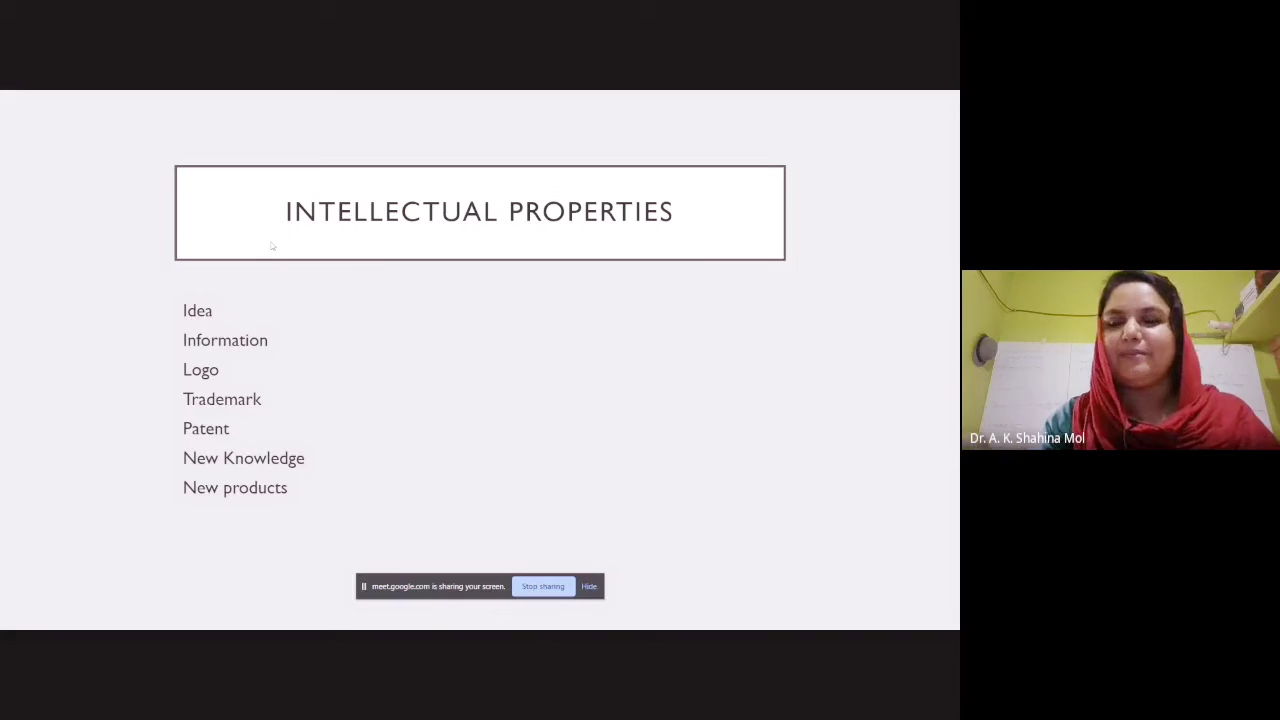 INTELLECTUAL PROPERTIES
Idea
Information
Logo
Trademark
Patent
New Knowledge
New products
meet.google.com is sharing your screen. Stop sharing Hide
Dr. A. K. Shahina Mol